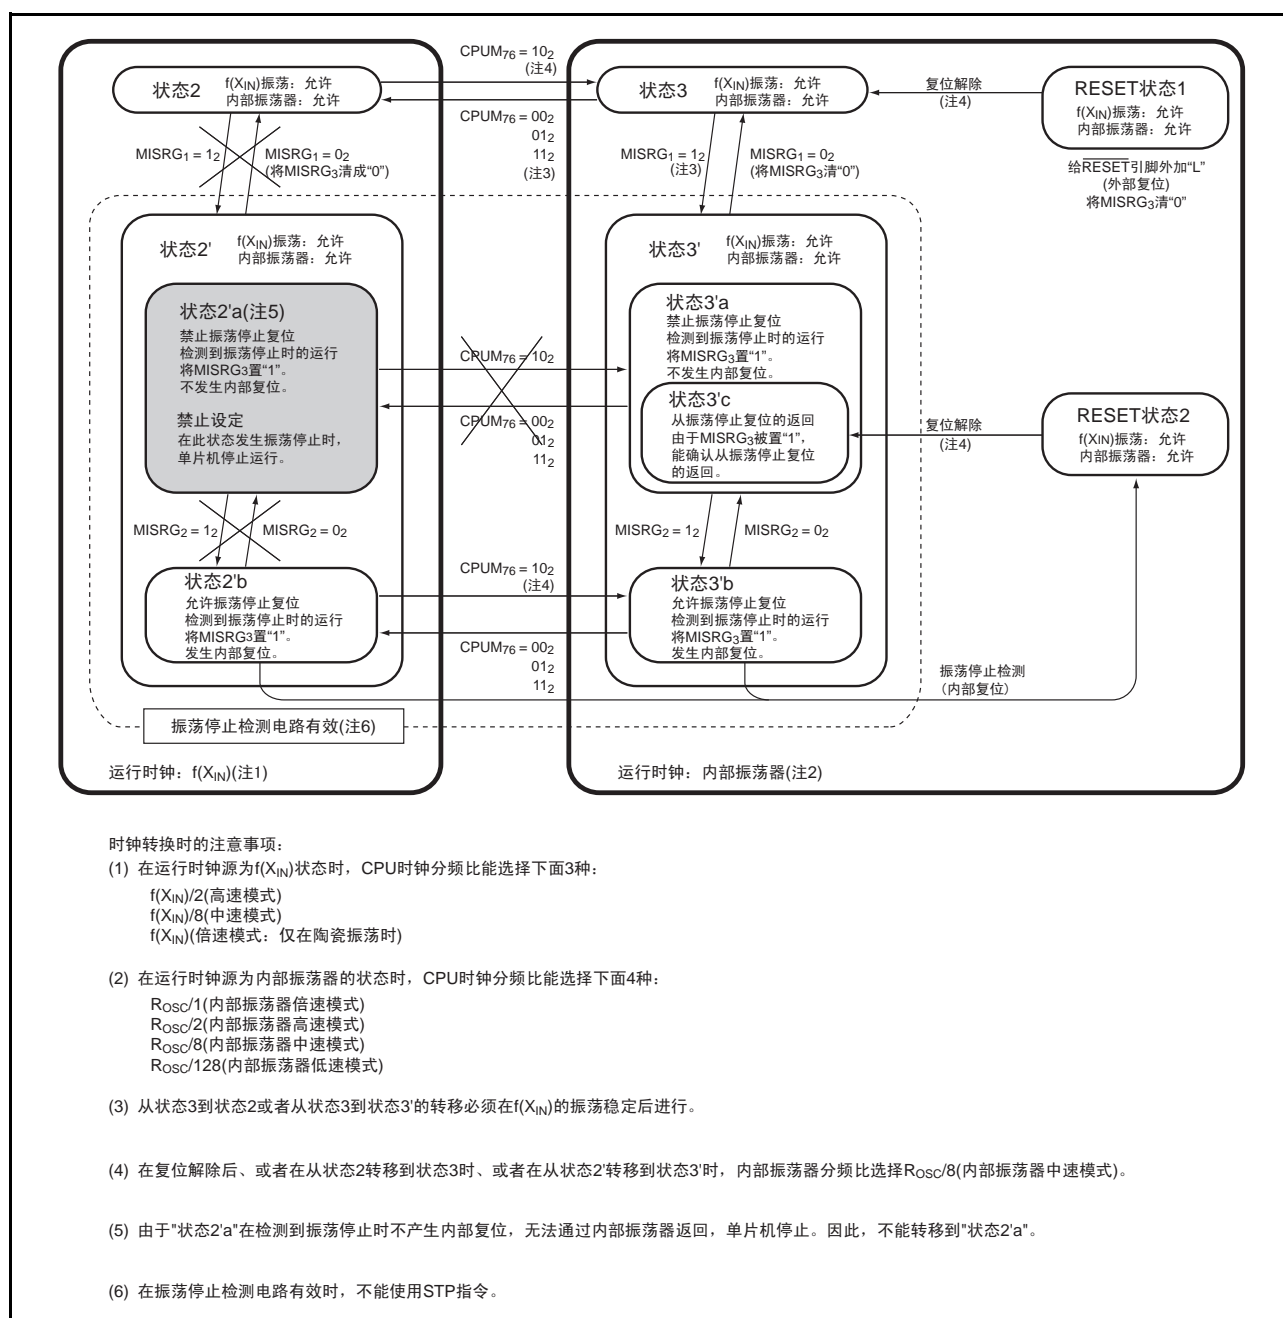 CPUM76 = 102
(注4)
状态2
f(XIN)振荡：允许
内部振荡器：允许
状态3
f(XIN)振荡：允许
内部振荡器：允许
复位解除
(注4)
RESET状态1
f(XIN)振荡：允许
内部振荡器：允许
CPUM76 = 002
012
112
(注3)
MISRG1 = 12
MISRG1 = 02
(将MISRG3清成“0”)
MISRG1 = 12
(注3)
MISRG1 = 02
(将MISRG3清“0”)
给RESET引脚外加“L”
(外部复位)
将MISRG3清“0”
状态2'
f(XIN)振荡：允许
内部振荡器：允许
状态3'
f(XIN)振荡：允许
内部振荡器：允许
状态2'a(注5)
禁止振荡停止复位
检测到振荡停止时的运行
将MISRG3置“1”。
不发生内部复位。
禁止设定
在此状态发生振荡停止时，
单片机停止运行。
CPUM76 = 102
CPUM76 = 002
012
112
状态3'a
禁止振荡停止复位
检测到振荡停止时的运行
将MISRG3置“1”。
不发生内部复位。
状态3'c
从振荡停止复位的返回
由于MISRG3被置“1”，
能确认从振荡停止复位
的返回。
复位解除
(注4)
RESET状态2
f(XIN)振荡：允许
内部振荡器：允许
MISRG2 = 12
MISRG2 = 02
MISRG2 = 12
MISRG2 = 02
状态2'b
允许振荡停止复位
检测到振荡停止时的运行
将MISRG3置“1”。
发生内部复位。
CPUM76 = 102
(注4)
CPUM76 = 002
012
112
状态3'b
允许振荡停止复位
检测到振荡停止时的运行
将MISRG3置“1”。
发生内部复位。
振荡停止检测
（内部复位）
振荡停止检测电路有效(注6)
运行时钟：f(XIN)(注1)
运行时钟：内部振荡器(注2)
时钟转换时的注意事项：
(1) 在运行时钟源为f(XIN)状态时，CPU时钟分频比能选择下面3种：
f(XIN)/2(高速模式)
f(XIN)/8(中速模式)
f(XIN)(倍速模式：仅在陶瓷振荡时)
(2) 在运行时钟源为内部振荡器的状态时，CPU时钟分频比能选择下面4种：
ROSC/1(内部振荡器倍速模式)
ROSC/2(内部振荡器高速模式)
ROSC/8(内部振荡器中速模式)
ROSC/128(内部振荡器低速模式)
(3) 从状态3到状态2或者从状态3到状态3'的转移必须在f(XIN)的振荡稳定后进行。
(4) 在复位解除后、或者在从状态2转移到状态3时、或者在从状态2'转移到状态3'时，内部振荡器分频比选择ROSC/8(内部振荡器中速模式)。
(5) 由于"状态2'a"在检测到振荡停止时不产生内部复位，无法通过内部振荡器返回，单片机停止。因此，不能转移到"状态2'a"。
(6) 在振荡停止检测电路有效时，不能使用STP指令。